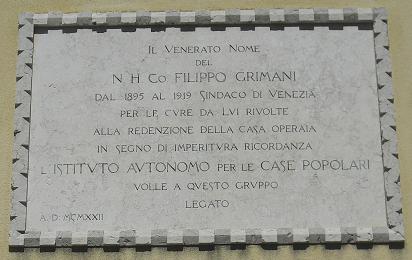 IL VENERATO NOME
DEL
N H CO FILIPPO GRIMANI
DAL 1895 AL 1919 SINDACO DI VENEZIA
PER LE CVRE DA LVI RIVOLTE
ALLA REDENZIONE DELLA CASA OPERAIA
IN SEGNO DI IMPERITVRA RICORDANZA
L'ISTITVTO AVTONOMO PER LE CASE POPOLARI
VOLLE A QVESTO GRVPPO
LEGATO
A. D. MCMXXII